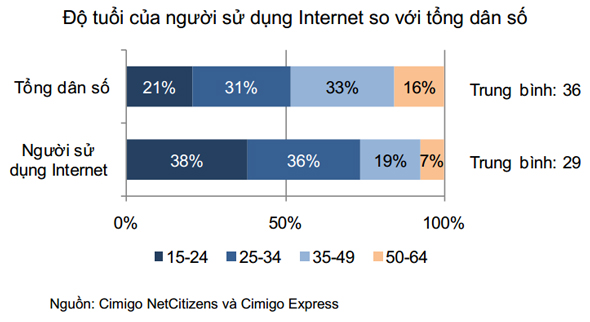 Độ tuổi của người sử dụng Internet so với tổng dân số
Tổng dân số
21%
31%
33%
16%
Trung bình: 36
Người sử
dụng Internet
38%
36%
19%
7%
Trung bình: 29
0%
50%
100%
15-24
25-34
35-49
50-64
Nguồn: Cimigo NetCitizens và Cimigo Express